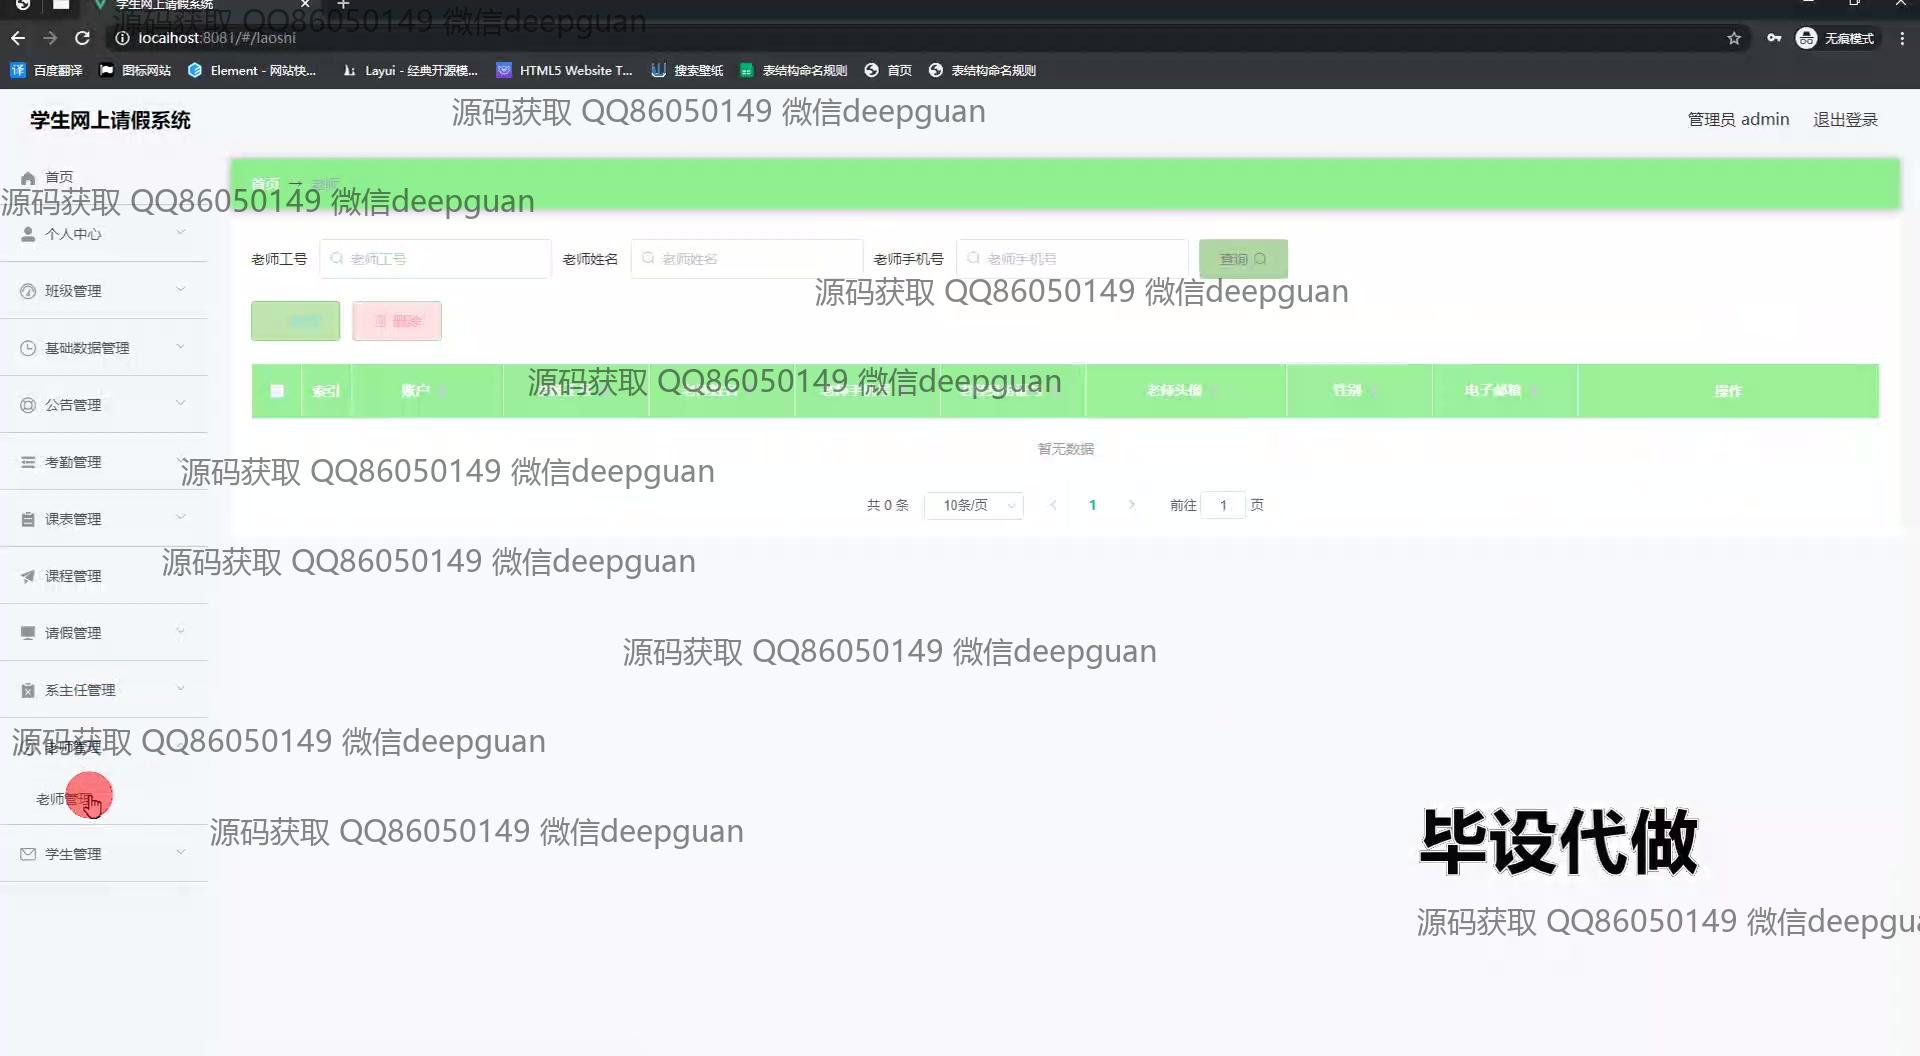 学生网上请假系统
源码获取 QQ86050149 微信deepguan
localhost:8081/#/laoshi
无痕模式
百度翻译 图标网站 Element - 网站快... Layui - 经典开源模... HTML5 Website T... 搜索壁纸 表结构命名规则 首页 表结构命名规则
学生网上请假系统
源码获取 QQ86050149 微信deepguan
管理员 admin 退出登录
首页
首页 → 老师
源码获取 QQ86050149 微信deepguan
个人中心
老师工号 老师工号 老师姓名 老师姓名 老师手机号 老师手机号 查询
班级管理
源码获取 QQ86050149 微信deepguan
删除
基础数据管理
源码获取 QQ86050149 微信deepguan
索引 账户 老师头像 性别 电子邮箱 操作
公告管理
暂无数据
考勤管理
源码获取 QQ86050149 微信deepguan
共 0 条 10条/页 1 前往 1 页
课表管理
源码获取 QQ86050149 微信deepguan
课程管理
请假管理
源码获取 QQ86050149 微信deepguan
系主任管理
老师管理
源码获取 QQ86050149 微信deepguan
老师管理
源码获取 QQ86050149 微信deepguan
学生管理
毕设代做
源码获取 QQ86050149 微信deepgua